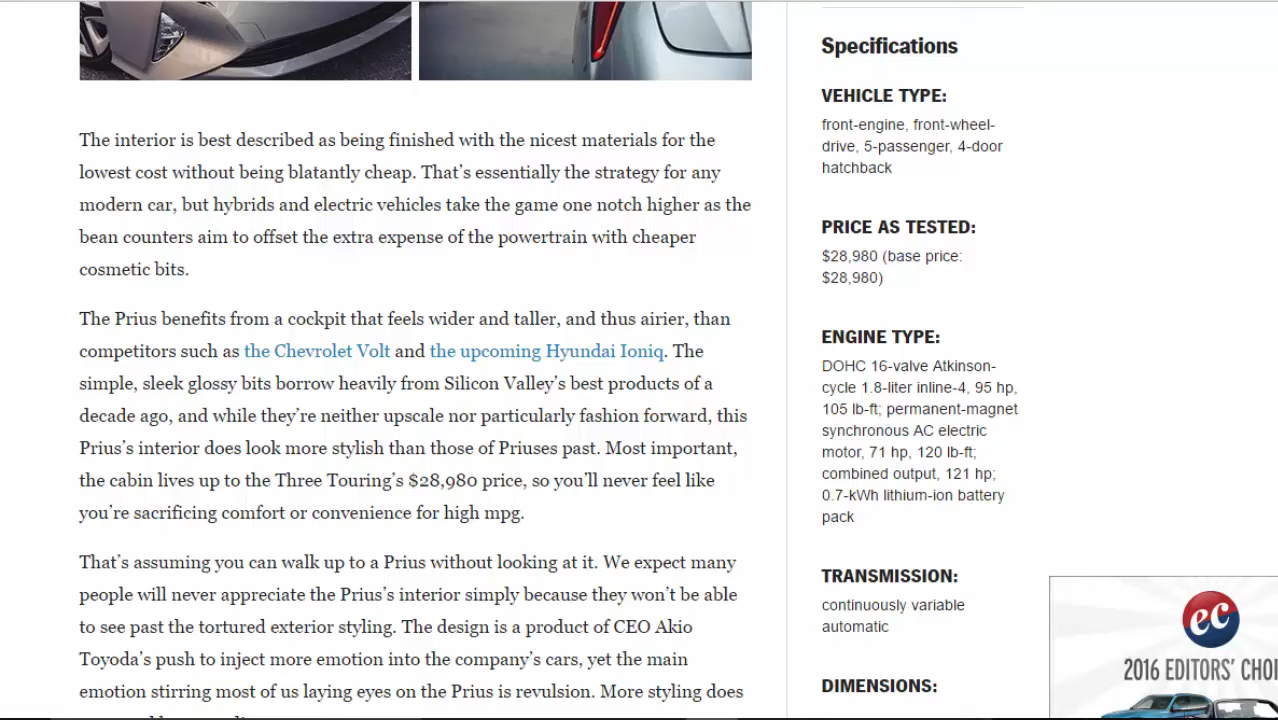 The interior is best described as being finished with the nicest materials for the
lowest cost without being blatantly cheap. That’s essentially the strategy for any
modern car, but hybrids and electric vehicles take the game one notch higher as the
bean counters aim to offset the extra expense of the powertrain with cheaper
cosmetic bits.
The Prius benefits from a cockpit that feels wider and taller, and thus airier, than
competitors such as the Chevrolet Volt and the upcoming Hyundai Ioniq. The
simple, sleek glossy bits borrow heavily from Silicon Valley’s best products of a
decade ago, and while they’re neither upscale nor particularly fashion forward, this
Prius’s interior does look more stylish than those of Priuses past. Most important,
the cabin lives up to the Three Touring’s $28,980 price, so you’ll never feel like
you’re sacrificing comfort or convenience for high mpg.
That’s assuming you can walk up to a Prius without looking at it. We expect many
people will never appreciate the Prius’s interior simply because they won’t be able
to see past the tortured exterior styling. The design is a product of CEO Akio
Toyoda’s push to inject more emotion into the company’s cars, yet the main
emotion stirring most of us laying eyes on the Prius is revulsion. More styling does
Specifications
VEHICLE TYPE:
front-engine, front-wheel-
drive, 5-passenger, 4-door
hatchback
PRICE AS TESTED:
$28,980 (base price:
$28,980)
ENGINE TYPE:
DOHC 16-valve Atkinson-
cycle 1.8-liter inline-4, 95 hp,
105 lb-ft; permanent-magnet
synchronous AC electric
motor, 71 hp, 120 lb-ft;
combined output, 121 hp;
0.7-kWh lithium-ion battery
pack
TRANSMISSION:
continuously variable
automatic
DIMENSIONS:
ec
2016 EDITORS’ CHOI